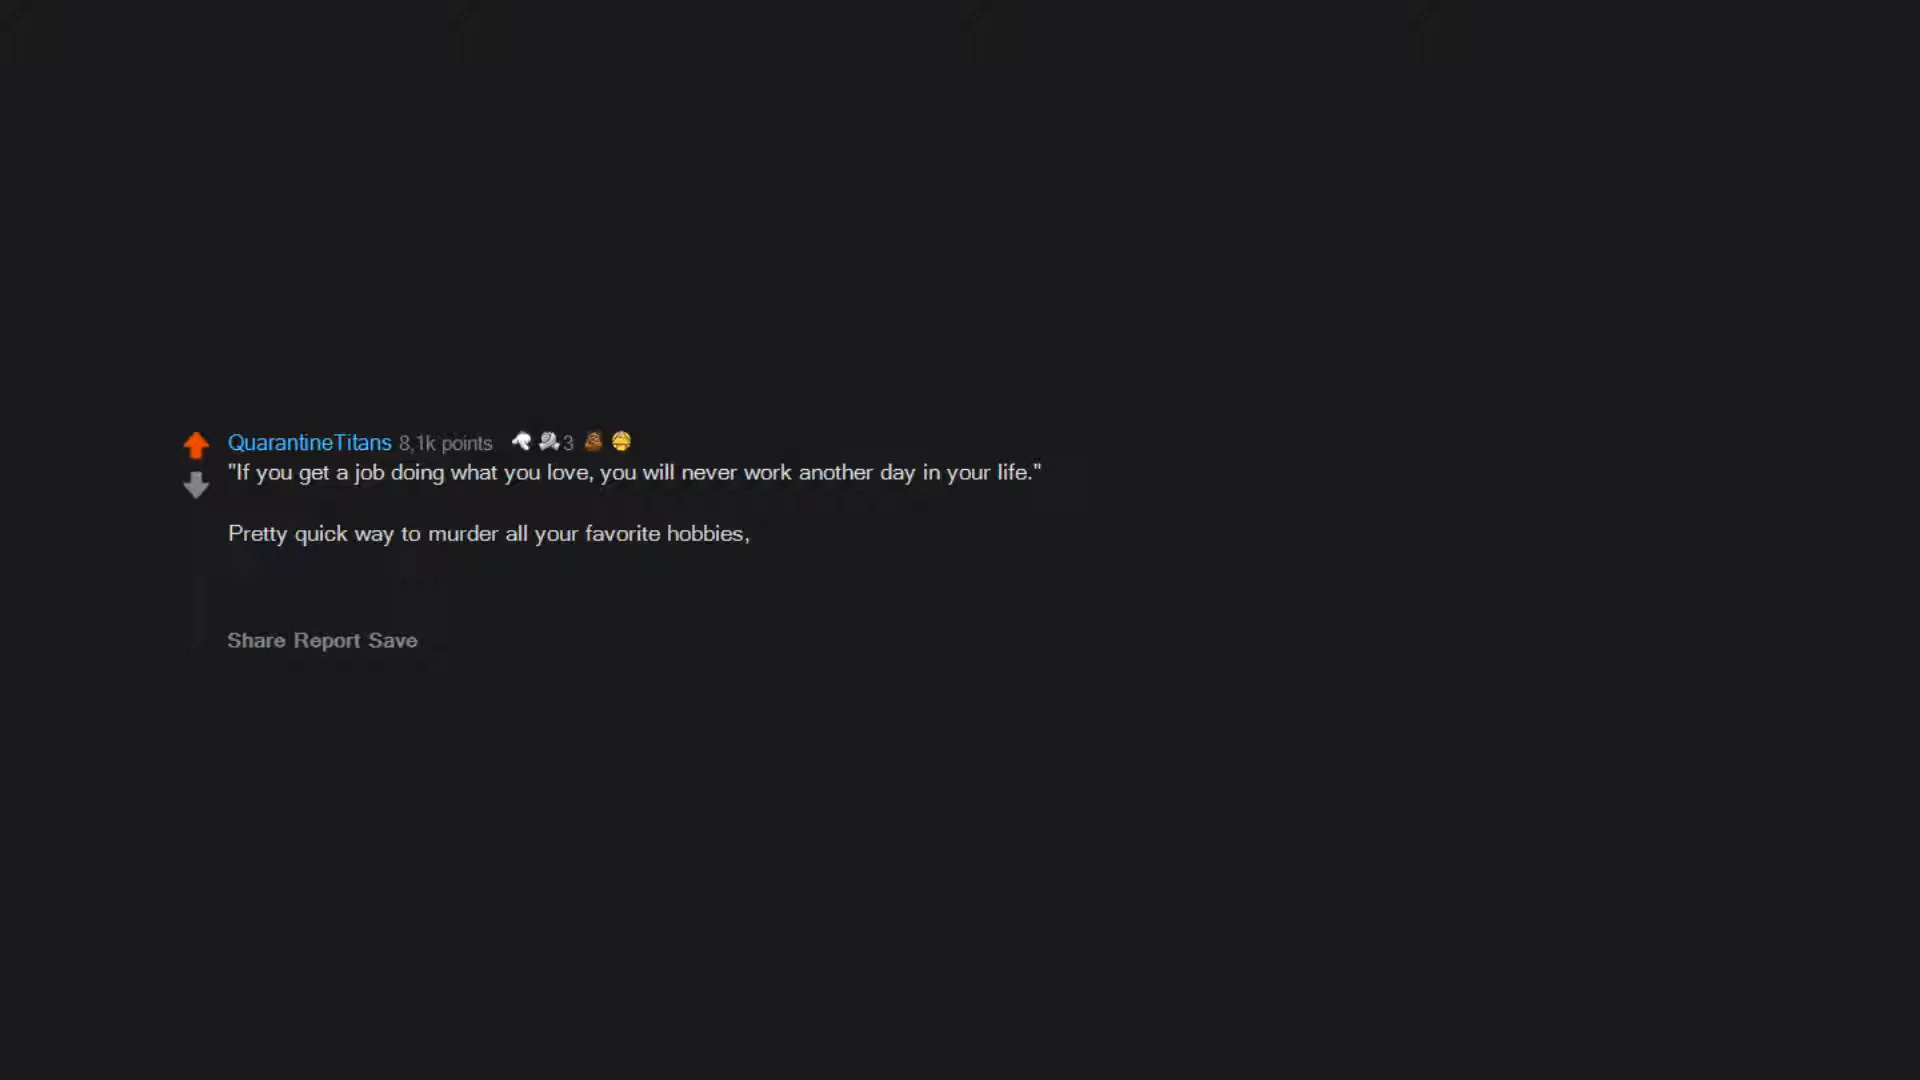 QuarantineTitans 8,1k points 3
"If you get a job doing what you love, you will never work another day in your life."
Pretty quick way to murder all your favorite hobbies,
Share Report Save